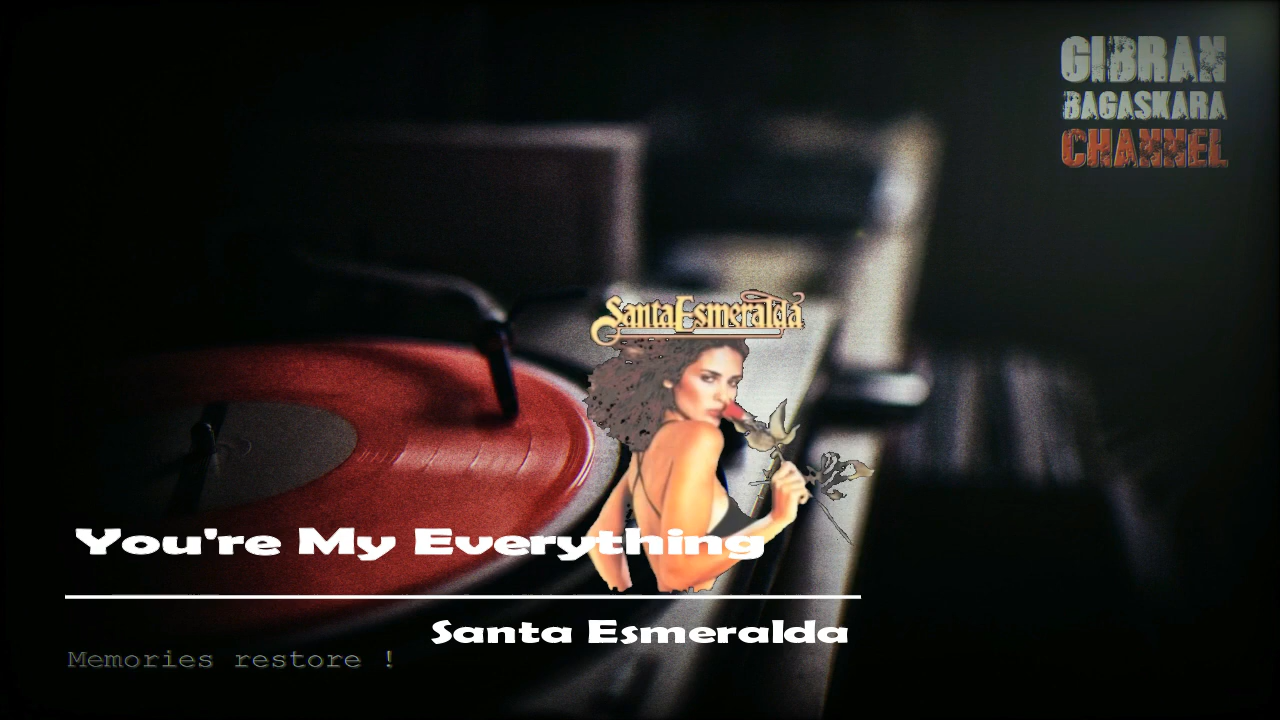 GIBRAN
BAGASKARA
CHANNEL
Santa Esmeralda
You're My Everything
Santa Esmeralda
Memories restore !